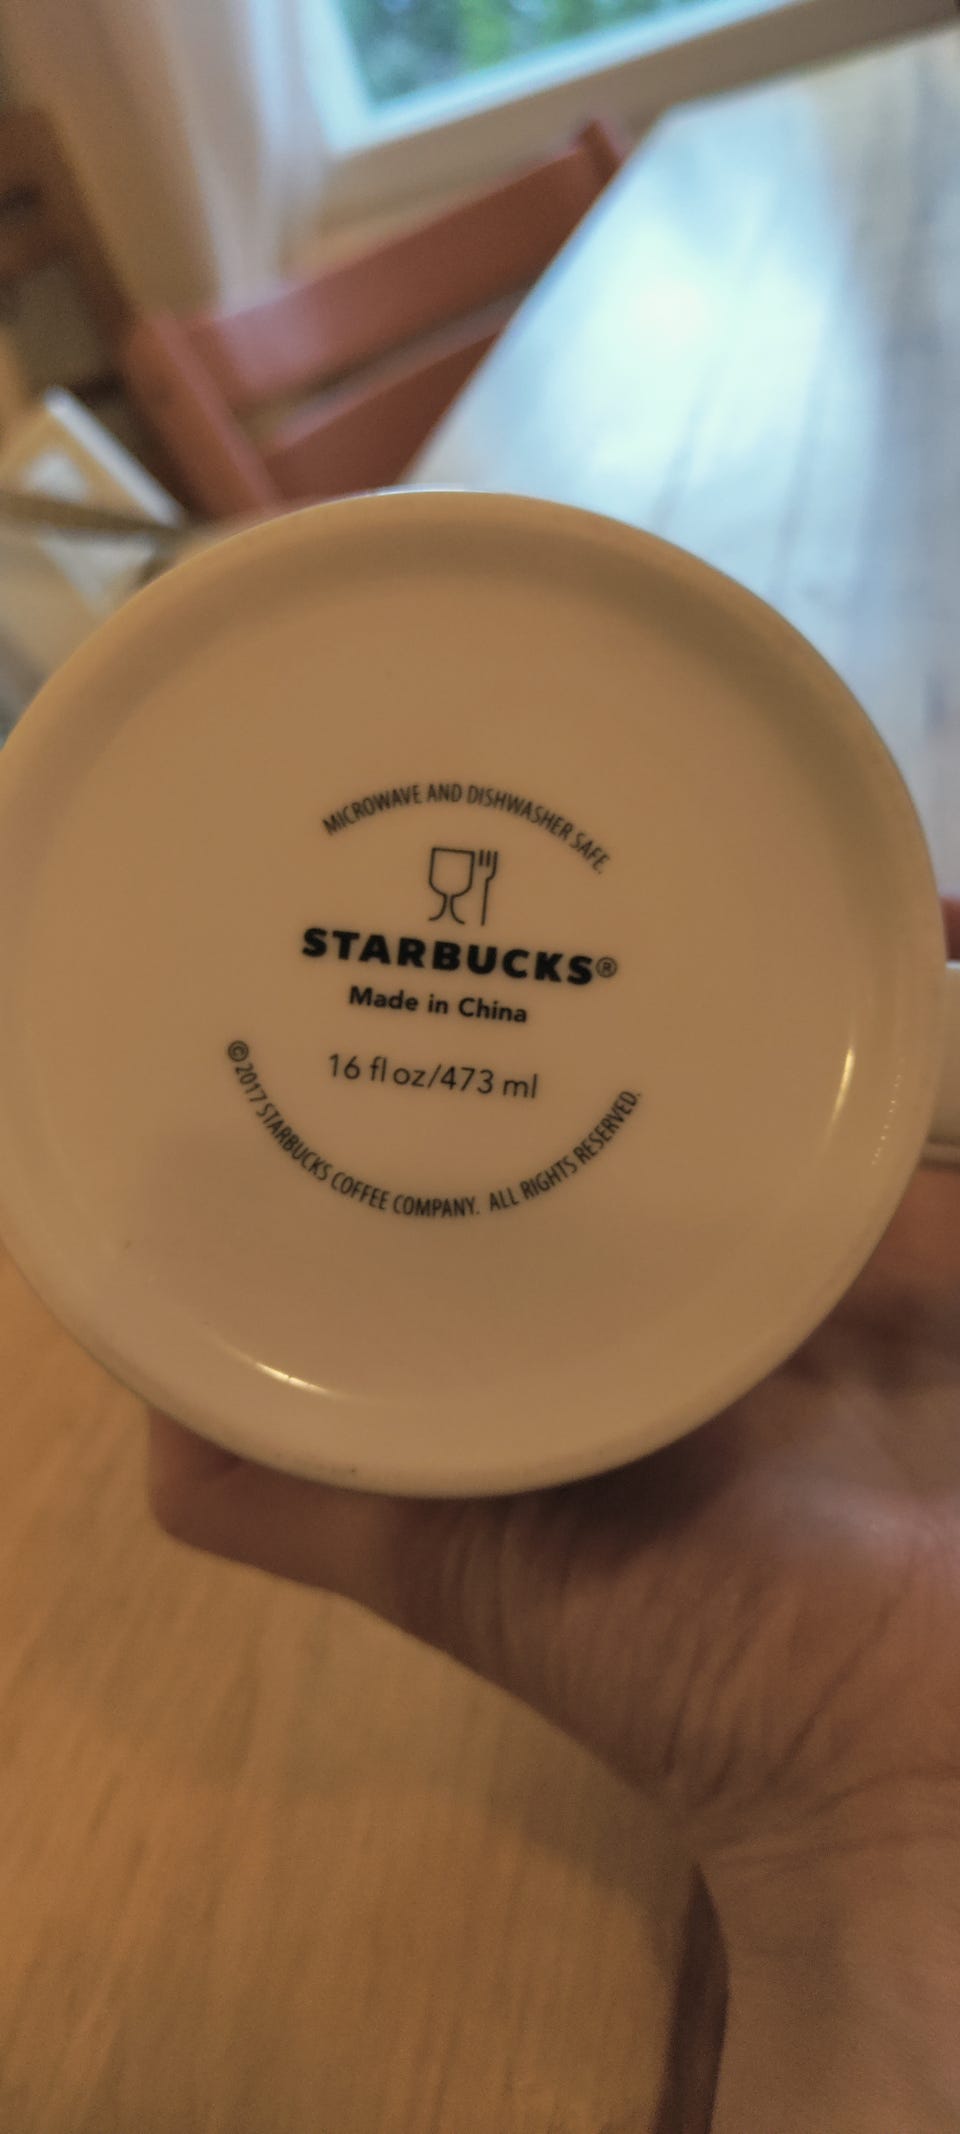 MICROWAVE AND DISHWASHER SAFE.
STARBUCKS®
Made in China
16 fl oz/473 ml
©2017 STARBUCKS COFFEE COMPANY. ALL RIGHTS RESERVED.